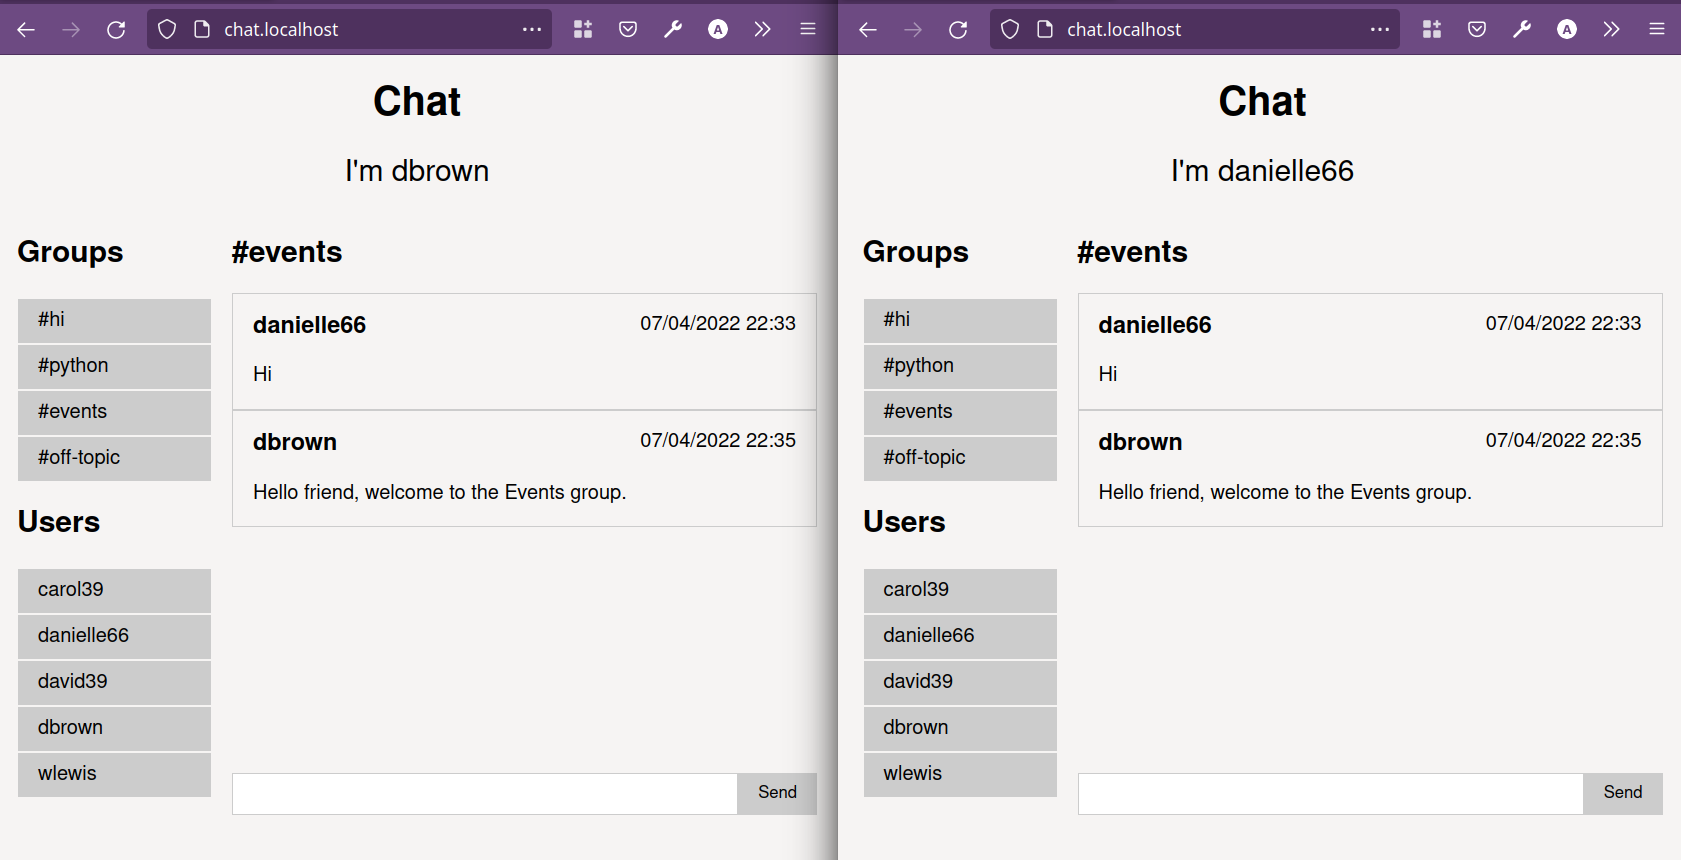 chat.localhost
Chat
I'm dbrown
Groups
#hi
#python
#events
#off-topic
Users
carol39
danielle66
david39
dbrown
wlewis
#events
danielle66 07/04/2022 22:33
Hi
dbrown 07/04/2022 22:35
Hello friend, welcome to the Events group.
Send
chat.localhost
Chat
I'm danielle66
Groups
#hi
#python
#events
#off-topic
Users
carol39
danielle66
david39
dbrown
wlewis
#events
danielle66 07/04/2022 22:33
Hi
dbrown 07/04/2022 22:35
Hello friend, welcome to the Events group.
Send